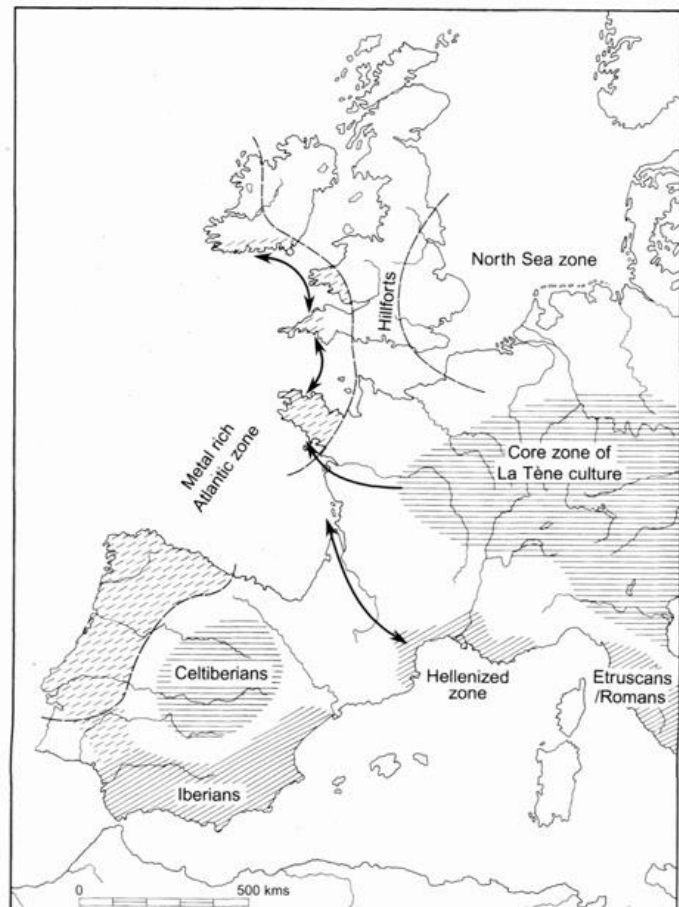 North Sea zone
Hillforts
Metal rich
Atlantic zone
Core zone of
La Tène culture
Celtiberians
Hellenized
zone
Etruscans
/Romans
Iberians
0
500 kms